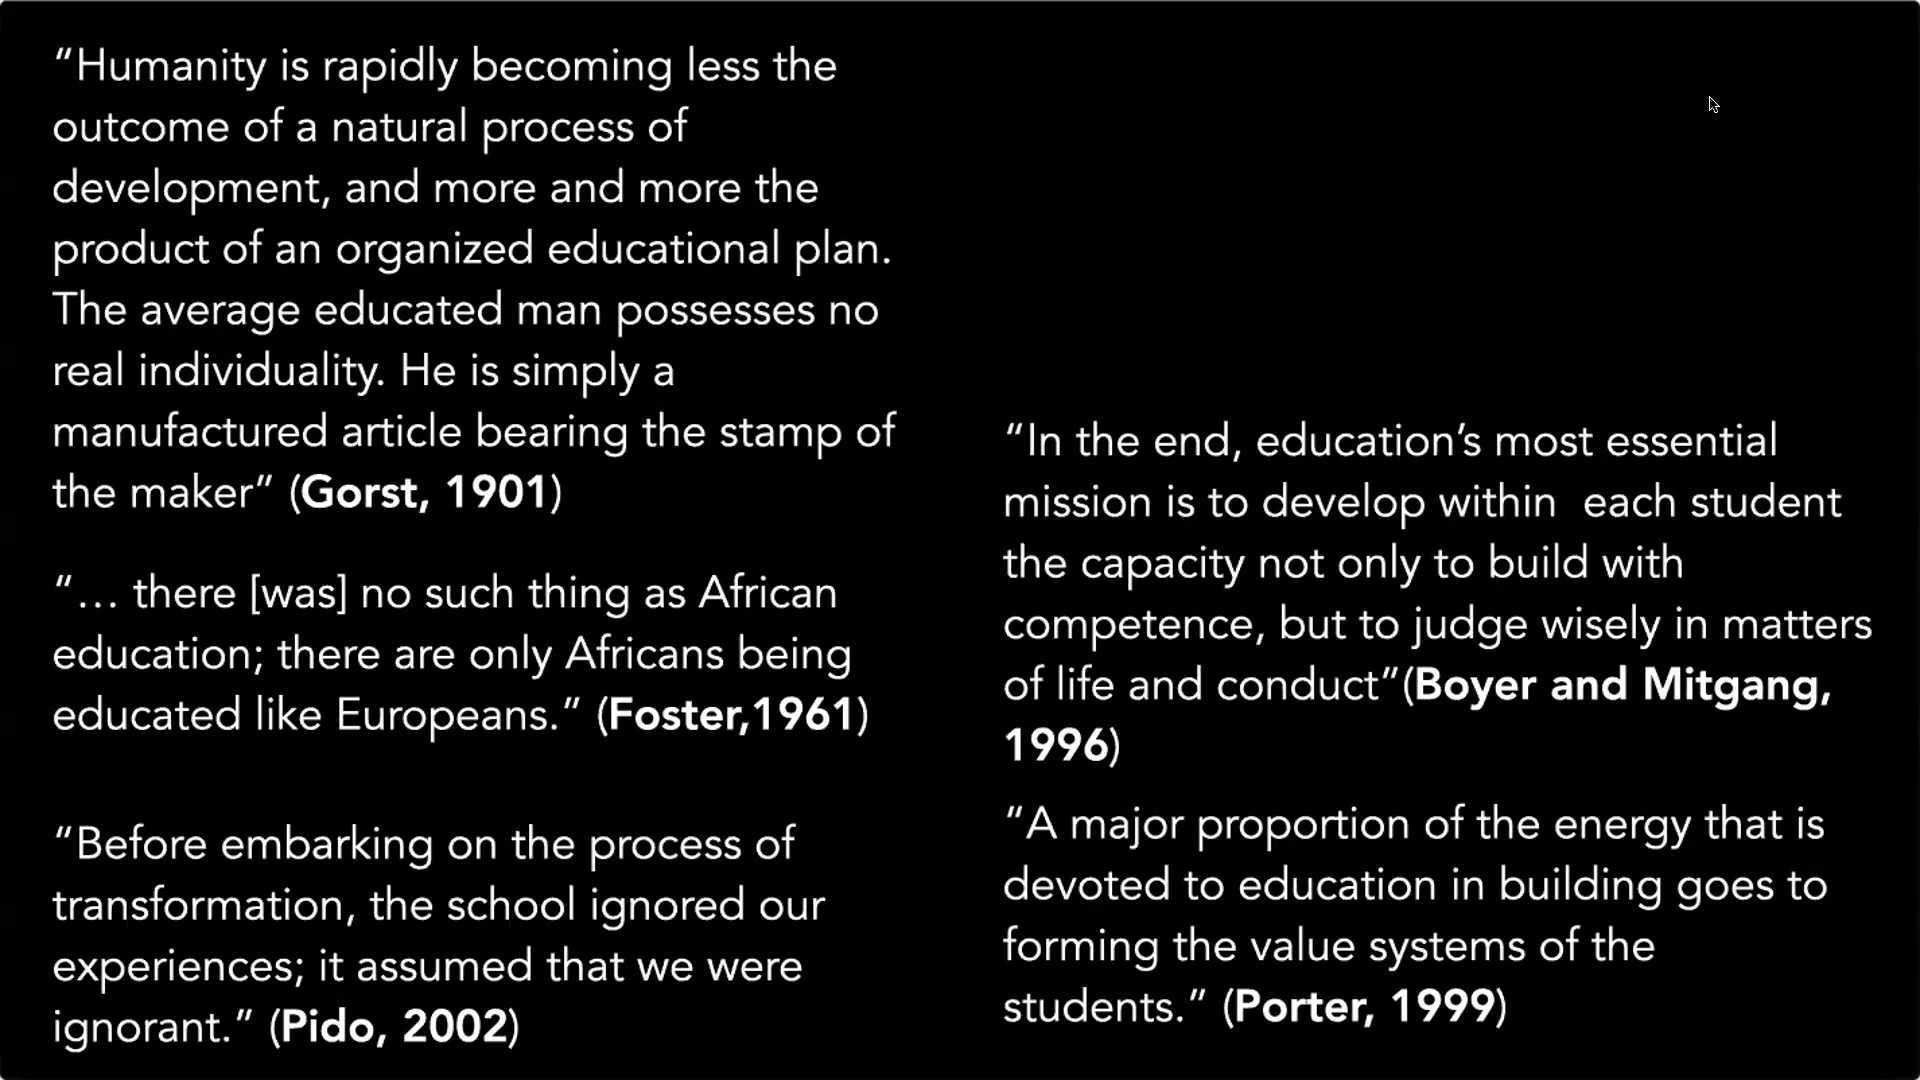 “Humanity is rapidly becoming less the
outcome of a natural process of
development, and more and more the
product of an organized educational plan.
The average educated man possesses no
real individuality. He is simply a
manufactured article bearing the stamp of
the maker” (Gorst, 1901)
“… there [was] no such thing as African
education; there are only Africans being
educated like Europeans.” (Foster,1961)
“Before embarking on the process of
transformation, the school ignored our
experiences; it assumed that we were
ignorant.” (Pido, 2002)
“In the end, education’s most essential
mission is to develop within  each student
the capacity not only to build with
competence, but to judge wisely in matters
of life and conduct”(Boyer and Mitgang,
1996)
“A major proportion of the energy that is
devoted to education in building goes to
forming the value systems of the
students.” (Porter, 1999)